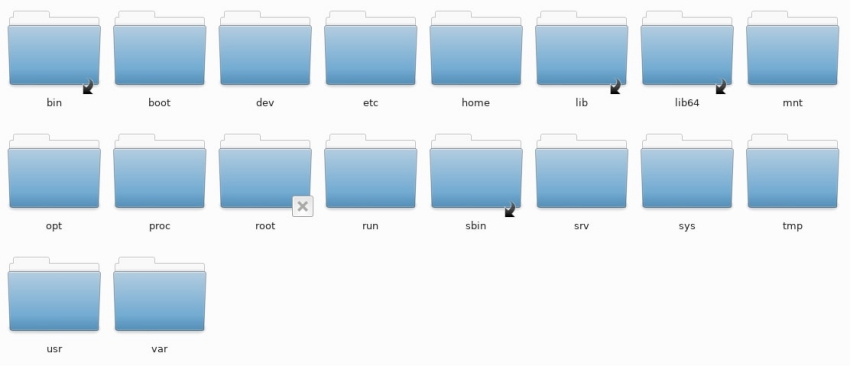 bin boot dev etc home lib lib64 mnt
opt proc root run sbin srv sys tmp
usr var